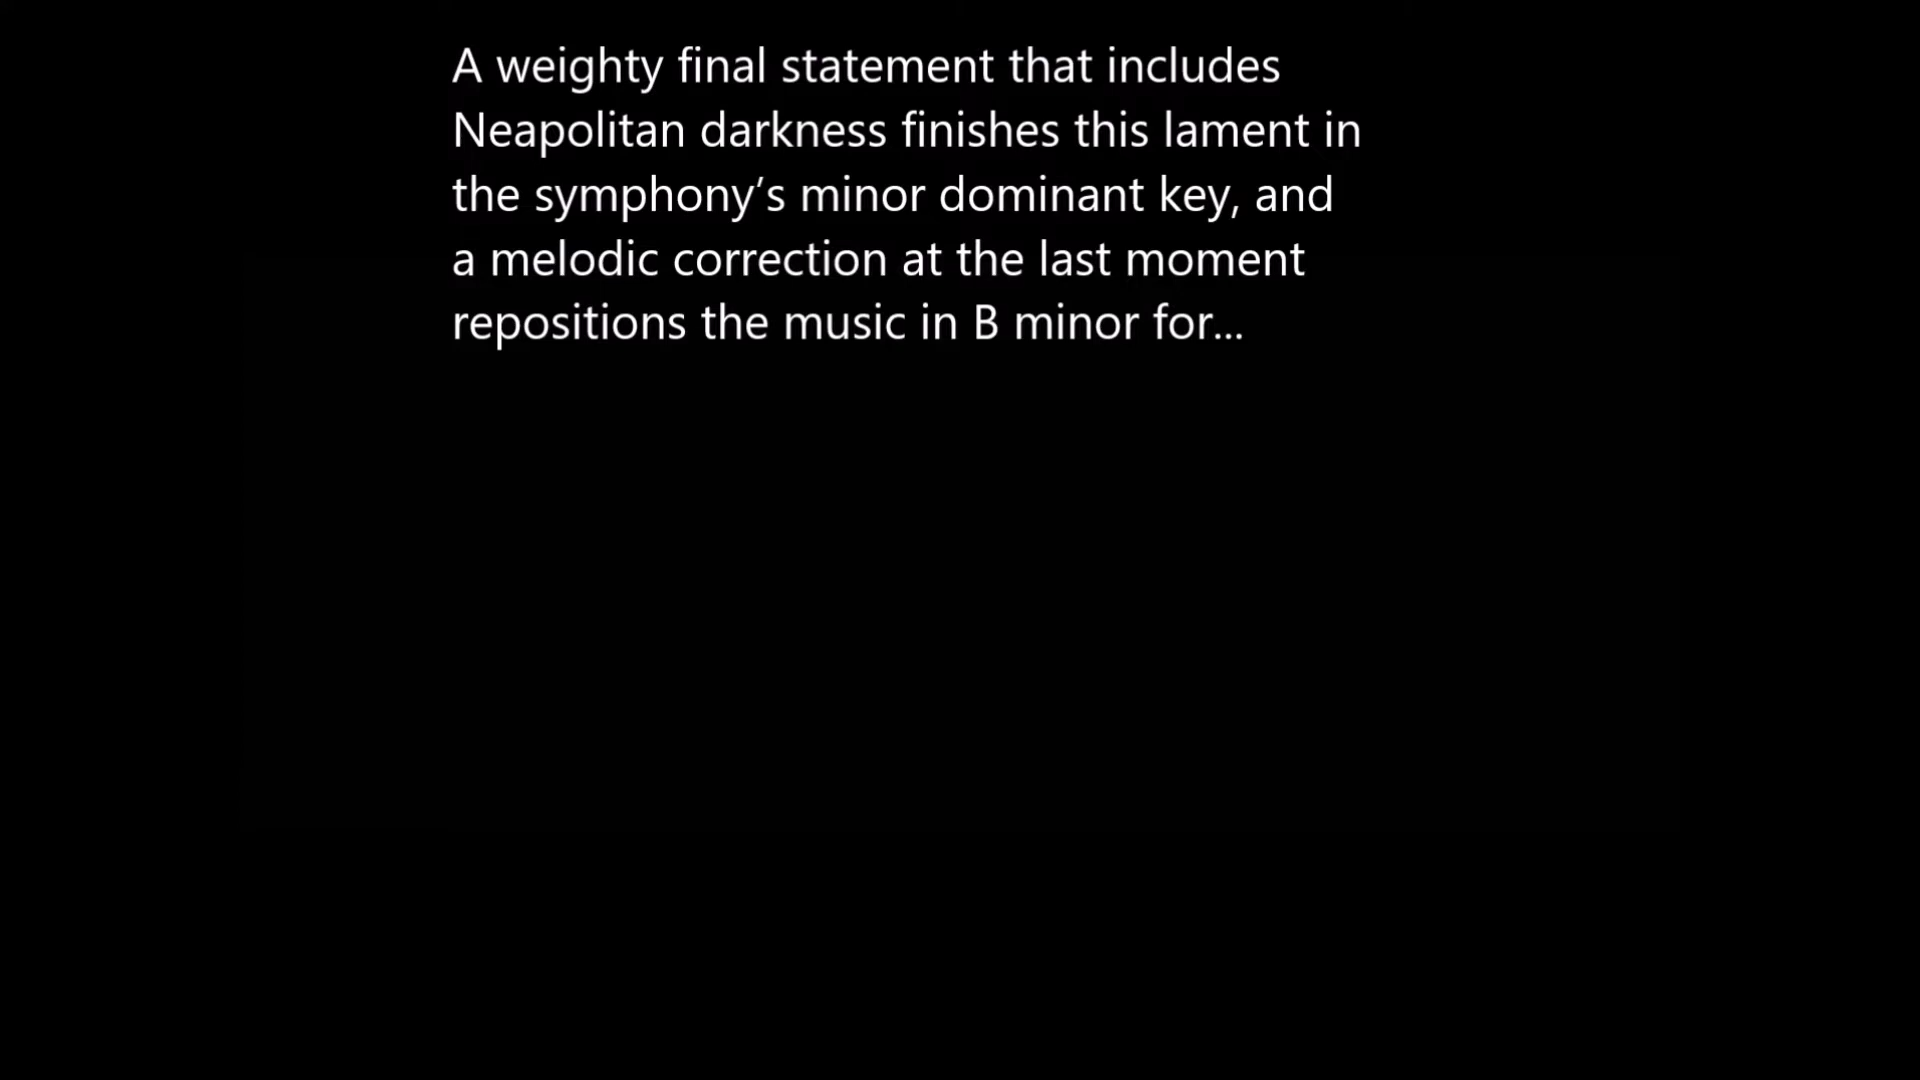 A weighty final statement that includes
Neapolitan darkness finishes this lament in
the symphony’s minor dominant key, and
a melodic correction at the last moment
repositions the music in B minor for...